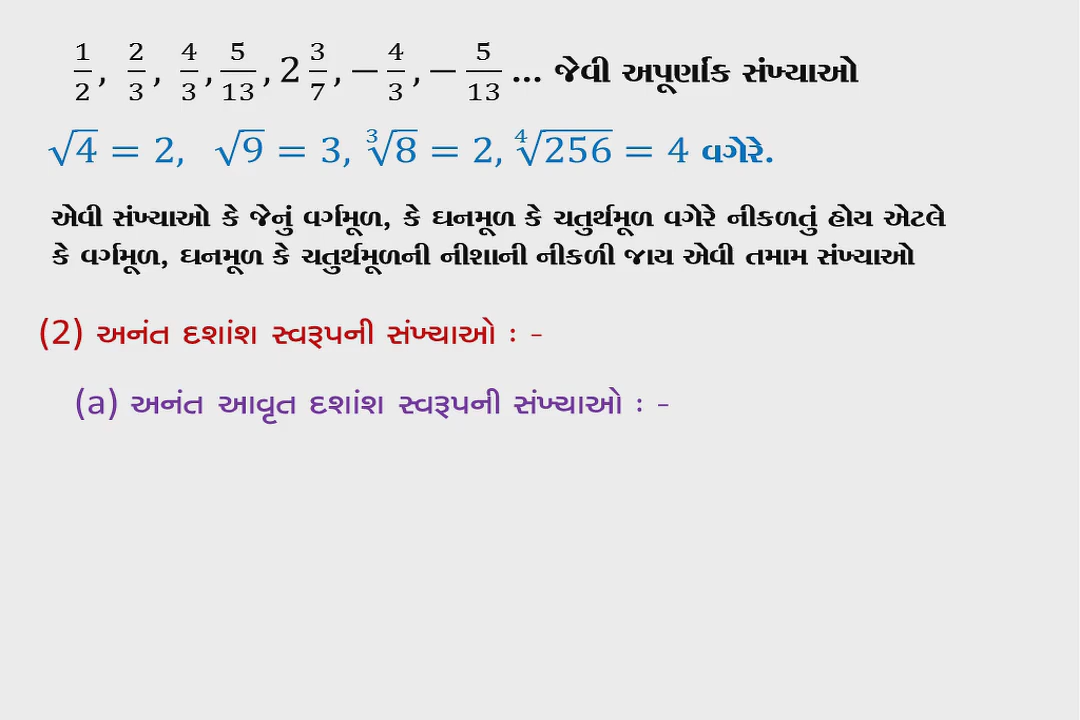 1/2, 2/3, 4/3, 5/13, 2 3/7, −4/3, −5/13 ... જેવી અપૂર્ણાંક સંખ્યાઓ
√4 = 2, √9 = 3, ∛8 = 2, ∜256 = 4 વગેરે.
એવી સંખ્યાઓ કે જેનું વર્ગમૂળ, કે ઘનમૂળ કે ચતુર્થમૂળ વગેરે નીકળતું હોય એટલે
કે વર્ગમૂળ, ઘનમૂળ કે ચતુર્થમૂળની નીશાની નીકળી જાય એવી તમામ સંખ્યાઓ
(2) અનંત દશાંશ સ્વરૂપની સંખ્યાઓ : -
(a) અનંત આવૃત દશાંશ સ્વરૂપની સંખ્યાઓ : -